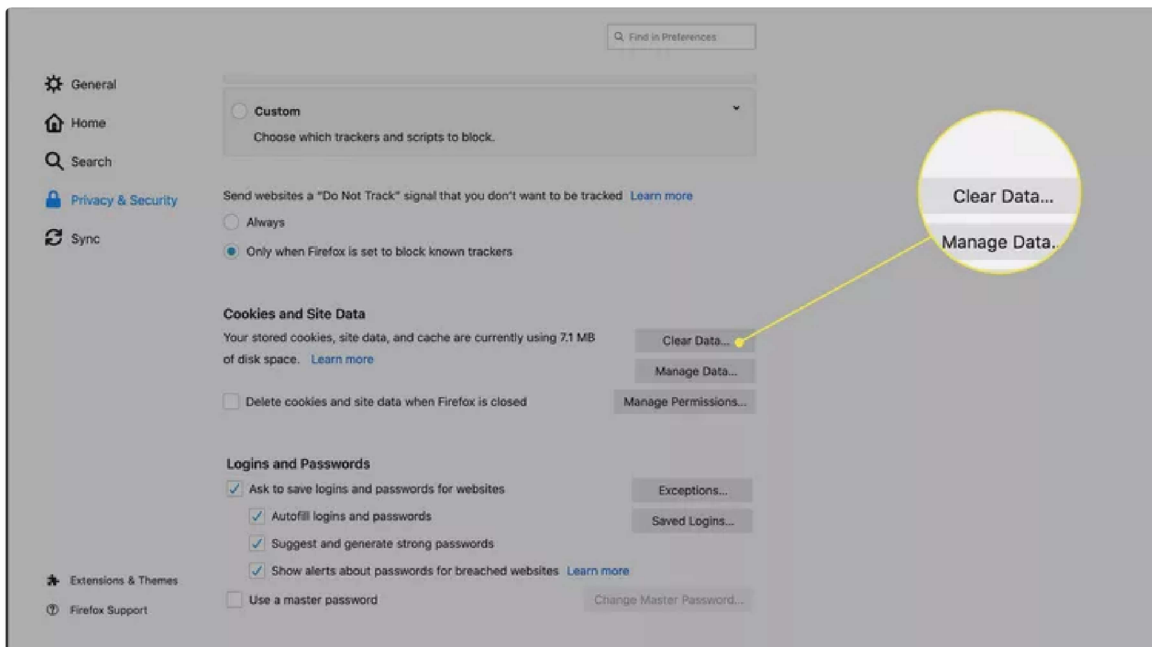 Find in Preferences
General
Home
Search
Privacy & Security
Sync
Custom
Choose which trackers and scripts to block.
Send websites a "Do Not Track" signal that you don't want to be tracked Learn more
Always
Only when Firefox is set to block known trackers
Cookies and Site Data
Your stored cookies, site data, and cache are currently using 7.1 MB
of disk space. Learn more
Clear Data...
Manage Data...
Delete cookies and site data when Firefox is closed
Manage Permissions...
Logins and Passwords
Ask to save logins and passwords for websites
Exceptions...
Autofill logins and passwords
Saved Logins...
Suggest and generate strong passwords
Show alerts about passwords for breached websites Learn more
Use a master password
Change Master Password...
Extensions & Themes
Firefox Support
Clear Data...
Manage Data..